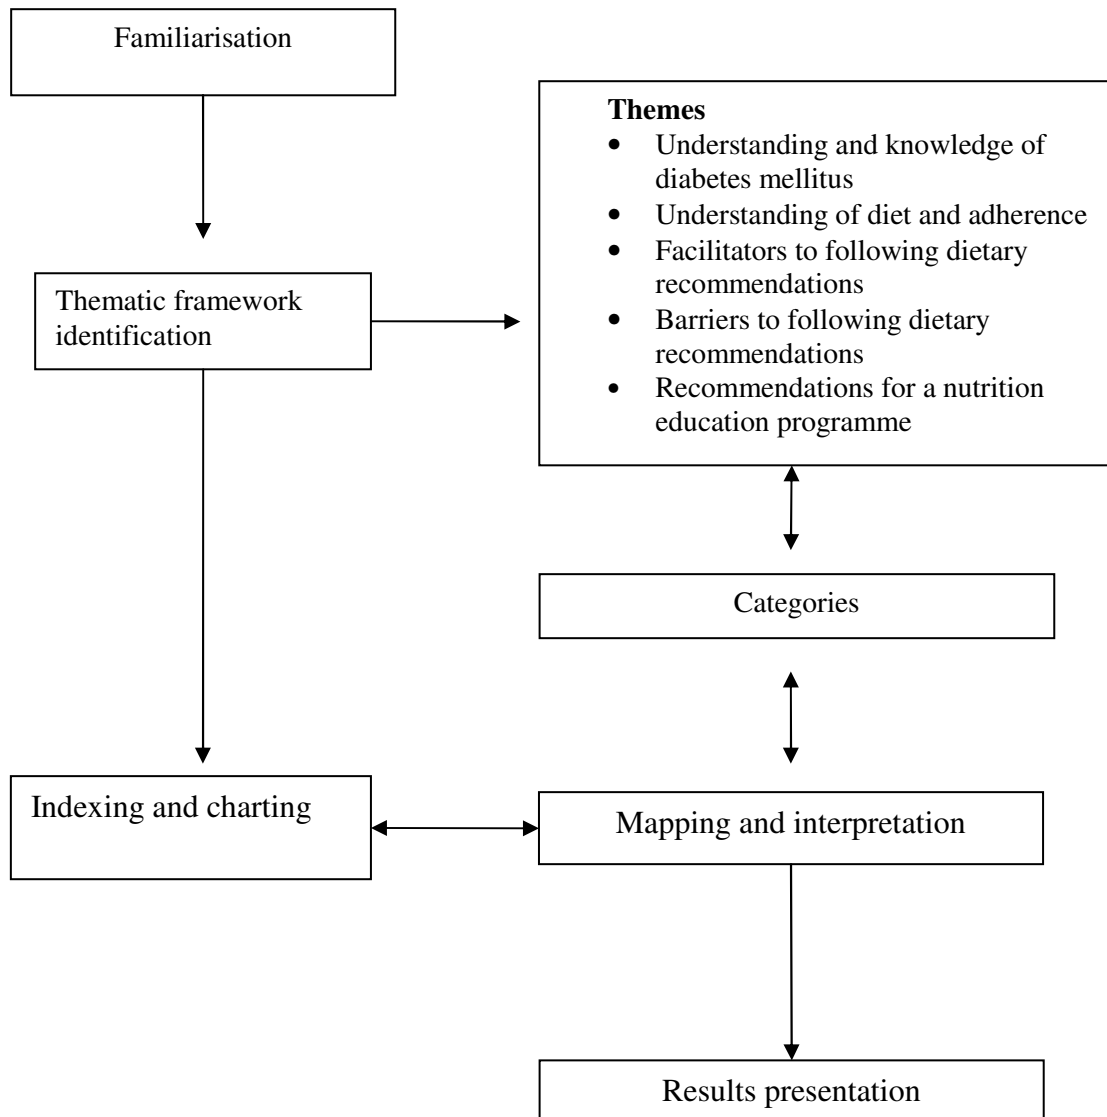 Familiarisation
Themes
• Understanding and knowledge of
diabetes mellitus
• Understanding of diet and adherence
• Facilitators to following dietary
recommendations
• Barriers to following dietary
recommendations
• Recommendations for a nutrition
education programme
Thematic framework
identification
Categories
Indexing and charting
Mapping and interpretation
Results presentation